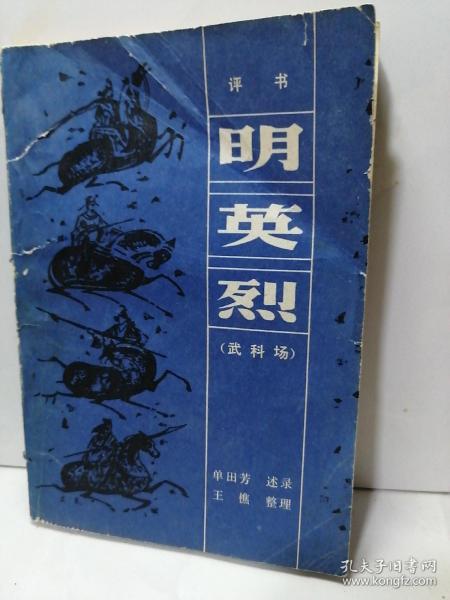 评书
明
英
烈
(武科场)
单田芳 述录
王樵 整理
孔夫子旧书网
www.kongfz.com